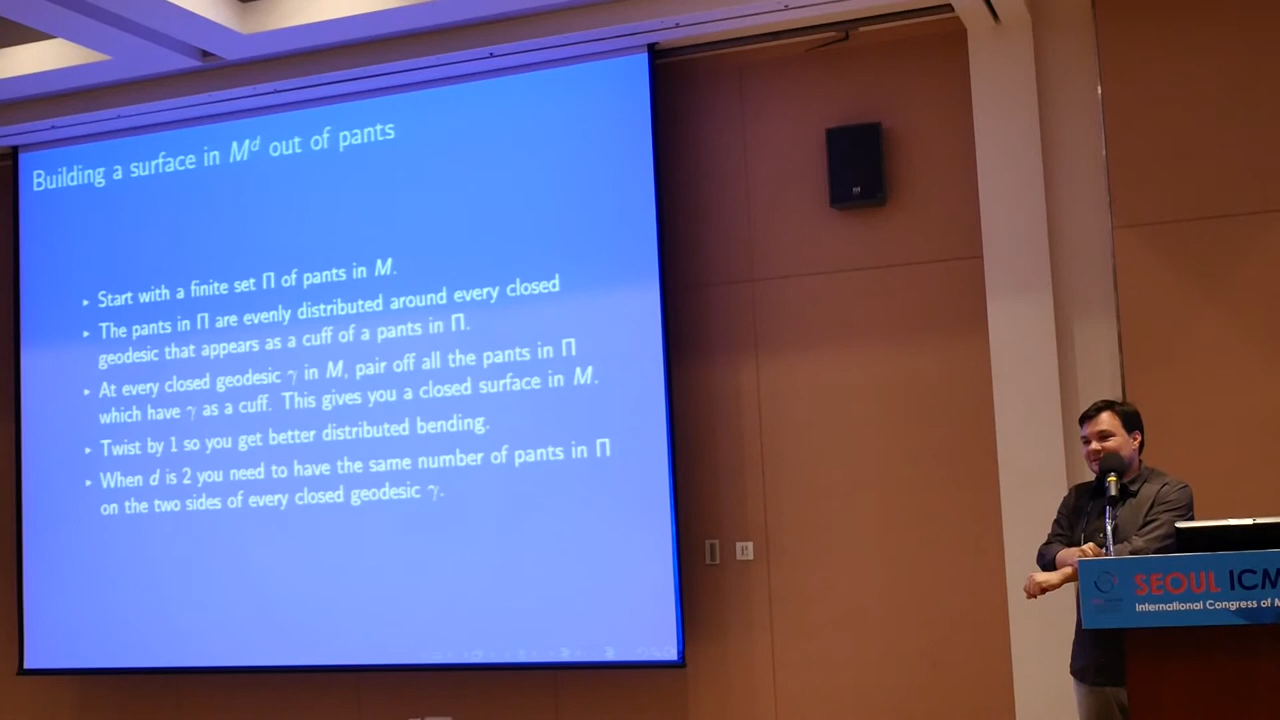 Building a surface in M^d out of pants
▸ Start with a finite set Π of pants in M.
▸ The pants in Π are evenly distributed around every closed
geodesic that appears as a cuff of a pants in Π.
▸ At every closed geodesic γ in M, pair off all the pants in Π
which have γ as a cuff. This gives you a closed surface in M.
▸ Twist by 1 so you get better distributed bending.
▸ When d is 2 you need to have the same number of pants in Π
on the two sides of every closed geodesic γ.
SEOUL ICM
International Congress of M